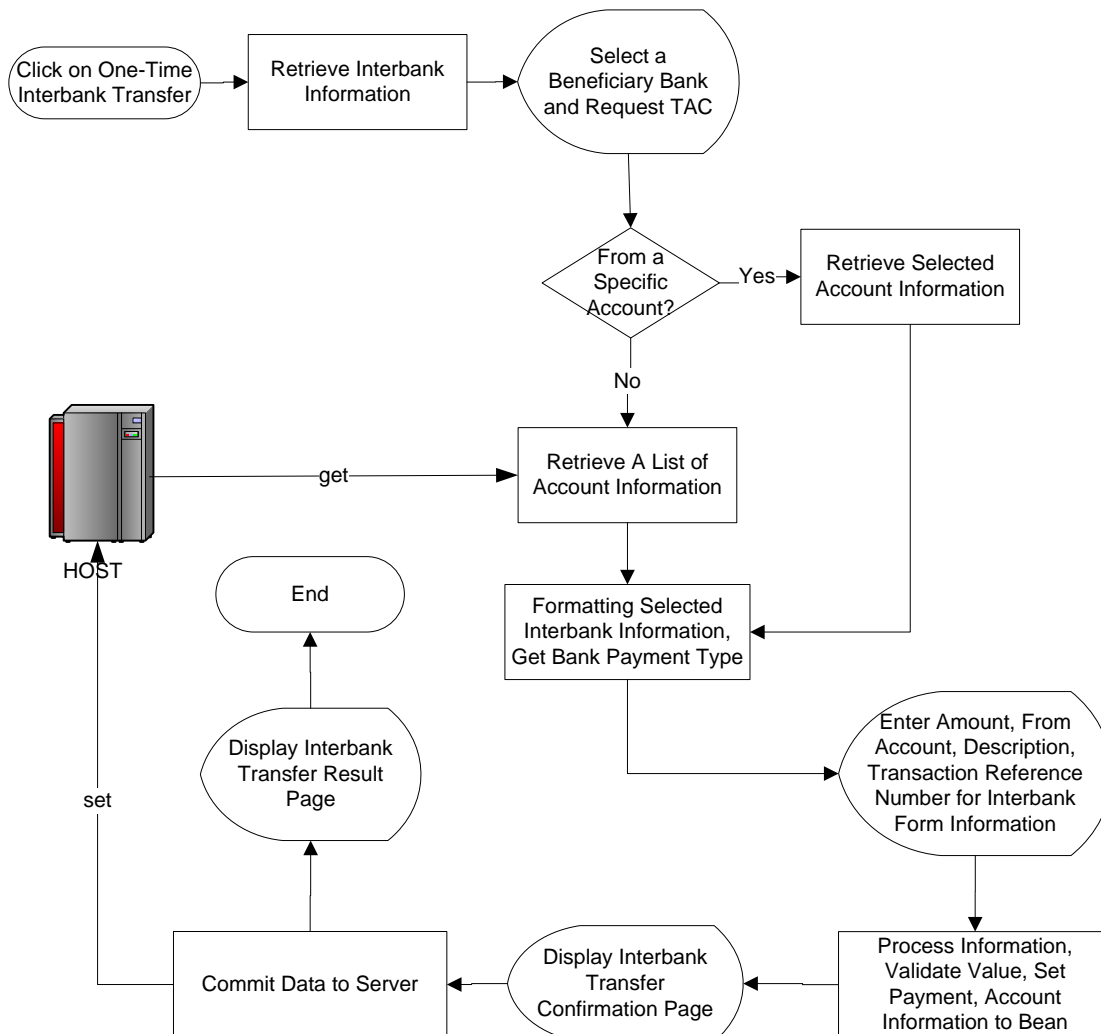 Click on One-Time
Interbank Transfer
Retrieve Interbank
Information
Select a
Beneficiary Bank
and Request TAC
From a
Specific
Account?
Yes
Retrieve Selected
Account Information
No
get
Retrieve A List of
Account Information
HOST
End
Formatting Selected
Interbank Information,
Get Bank Payment Type
Enter Amount, From
Account, Description,
Transaction Reference
Number for Interbank
Form Information
Display Interbank
Transfer Result
Page
set
Process Information,
Validate Value, Set
Payment, Account
Information to Bean
Display Interbank
Transfer
Confirmation Page
Commit Data to Server